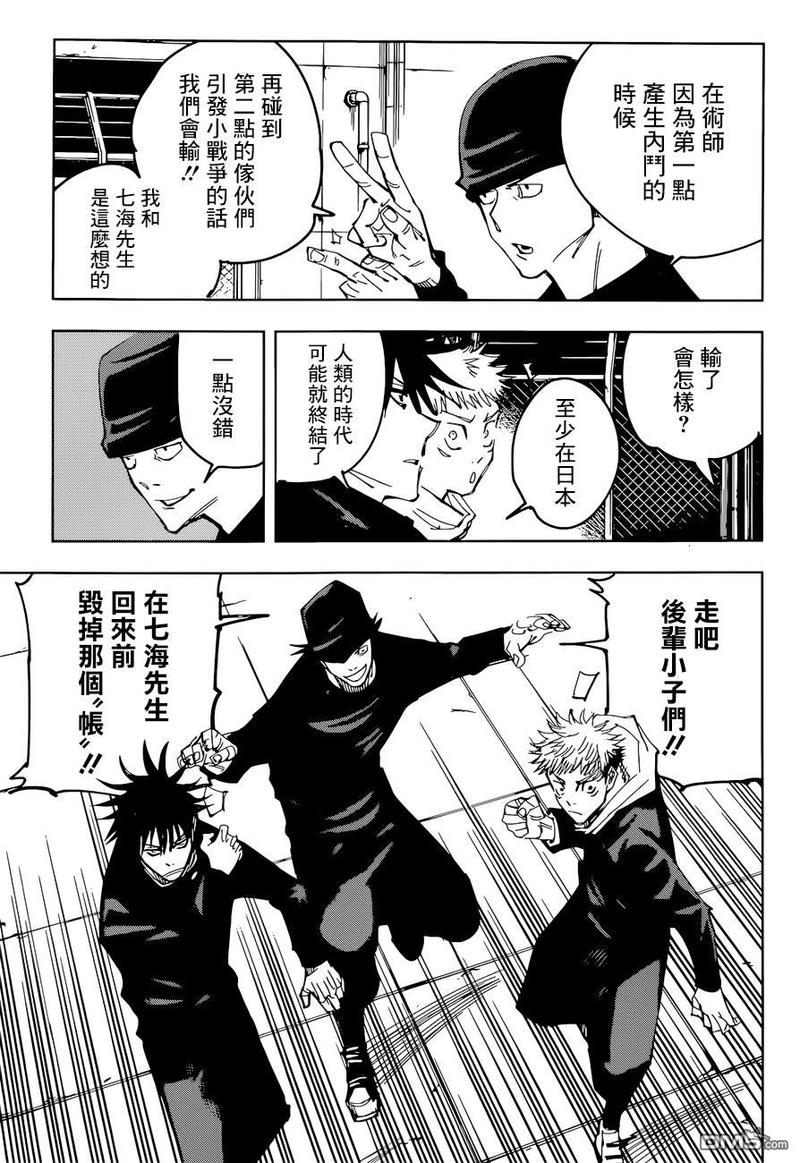 在術師
因為第一點
產生內鬥的
時候
再碰到
第二點的傢伙們
引發小戰爭的話
我們會輸!!
我和
七海先生
是這麼想的
輸了
會怎樣?
至少在日本
人類的時代
可能就終結了
一點沒錯
走吧
後輩小子們!!
在七海先生
回來前
毀掉那個〝帳〞!!
DM5.com